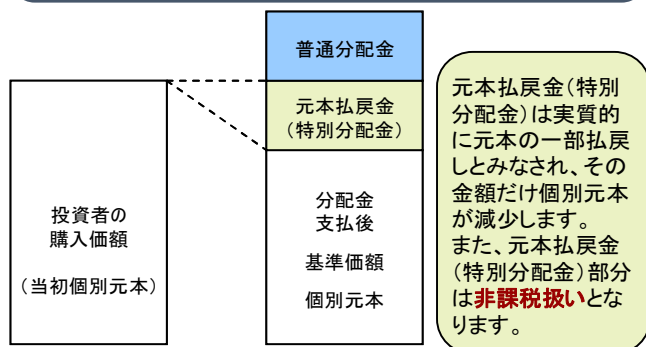 普通分配金
元本払戻金
(特別分配金)
投資者の
購入価額
(当初個別元本)
分配金
支払後
基準価額
個別元本
元本払戻金(特別
分配金)は実質的
に元本の一部払戻
しとみなされ、その
金額だけ個別元本
が減少します。
また、元本払戻金
(特別分配金)部分
は非課税扱いとな
ります。